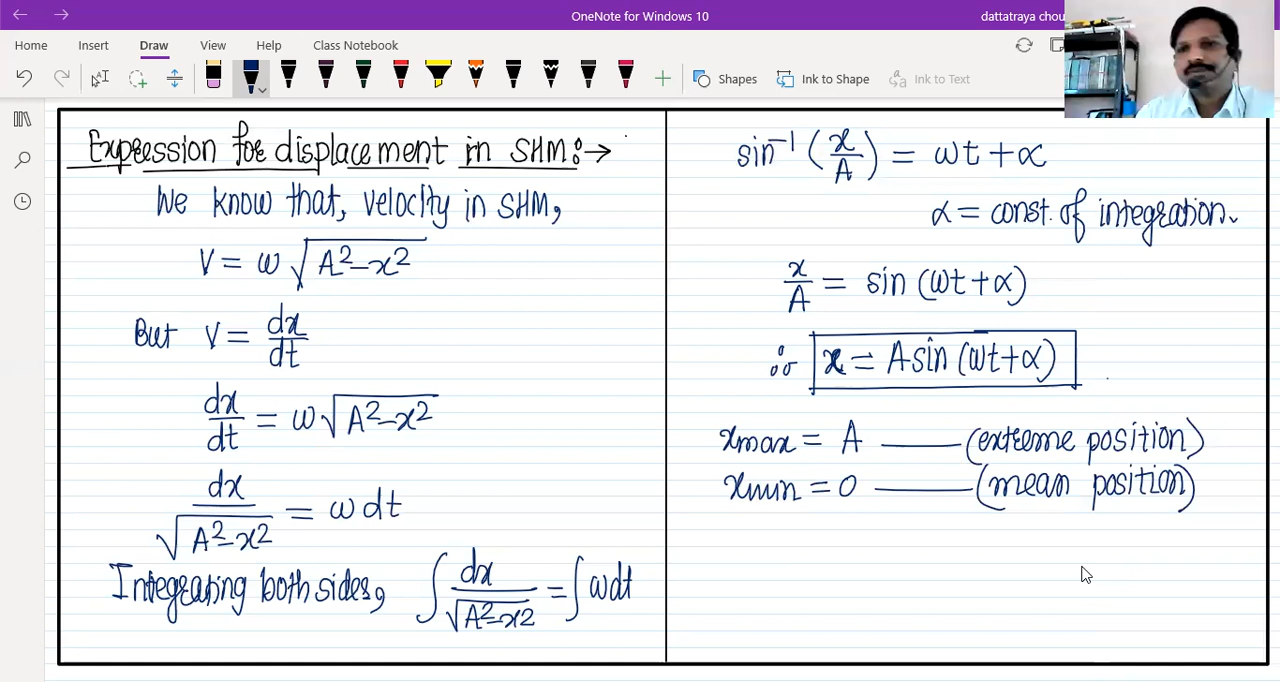 OneNote for Windows 10
dattatraya chou
Home Insert Draw View Help Class Notebook
Shapes Ink to Shape Ink to Text
Expression for displacement in SHM:→
We know that, velocity in SHM,
V = ω √(A² – x²)
But V = dx/dt
dx/dt = ω √(A² – x²)
dx/√(A² – x²) = ω dt
Integrating both sides, ∫ dx/√(A² – x²) = ∫ ωdt
sin⁻¹ (x/A) = ωt + α
α = const. of integration.
x/A = sin (ωt + α)
∴ x = A sin (ωt + α)
xmax = A —— (extreme position)
xmin = 0 —— (mean position)